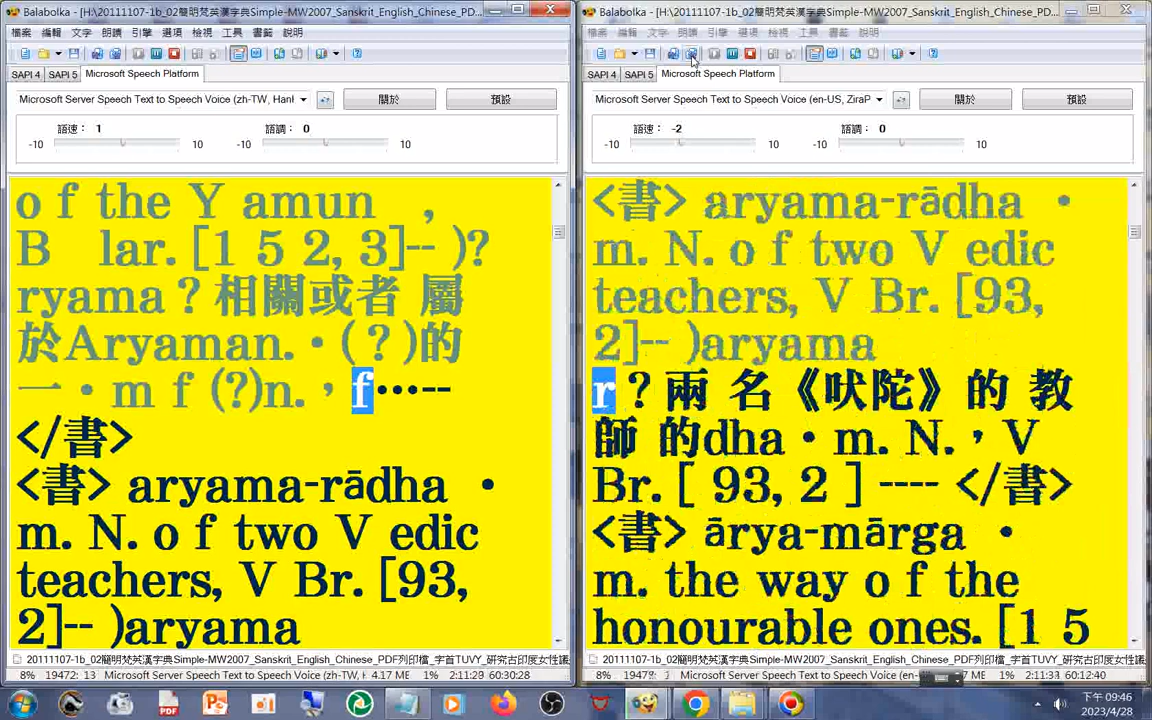 Balabolka - [H:\20111107-1b_02簡明梵英漢字典Simple-MW2007_Sanskrit_English_Chinese_PD...
檔案 編輯 文字 朗讀 引擎 選項 檢視 工具 書籤 說明
SAPI 4 SAPI 5 Microsoft Speech Platform
Microsoft Server Speech Text to Speech Voice (zh-TW, Hanl
關於 預設
語速： 1 語調： 0
-10 10 -10 10
o f the Y amun ,
B lar. [1 5 2, 3]-- )?
ryama？相關或者 屬
於Aryaman.・(？)的
一・m f (?)n.，f•••--
</書>
<書> aryama-rādha ・
m. N. o f two V edic
teachers, V Br. [93,
2]-- )aryama
20111107-1b_02簡明梵英漢字典Simple-MW2007_Sanskrit_English_Chinese_PDF列印檔_字首TUVY_研究古印度女性議
8% 19472: 13 Microsoft Server Speech Text to Speech Voice (zh-TW, H 4.17 ME 1% 2:11:29 60:30:28
Balabolka - [H:\20111107-1b_02簡明梵英漢字典Simple-MW2007_Sanskrit_English_Chinese_PD...
檔案 編輯 文字 朗讀 引擎 選項 檢視 工具 書籤 說明
SAPI 4 SAPI 5 Microsoft Speech Platform
Microsoft Server Speech Text to Speech Voice (en-US, ZiraP
關於 預設
語速： -2 語調： 0
-10 10 -10 10
<書> aryama-rādha ・
m. N. o f two V edic
teachers, V Br. [93,
2]-- )aryama
r？兩 名《吠陀》的 教
師 的dha・m. N.，V
Br. [ 93, 2 ] ---- </書>
<書> ārya-mārga ・
m. the way o f the
honourable ones. [1 5
20111107-1b_02簡明梵英漢字典Simple-MW2007_Sanskrit_English_Chinese_PDF列印檔_字首TUVY_研究古印度女性議
8% Microsoft Server Speech Text to Speech Voice (en- 4.17 MB 1% 2:11:33 60:12:40
下午 09:46
2023/4/28